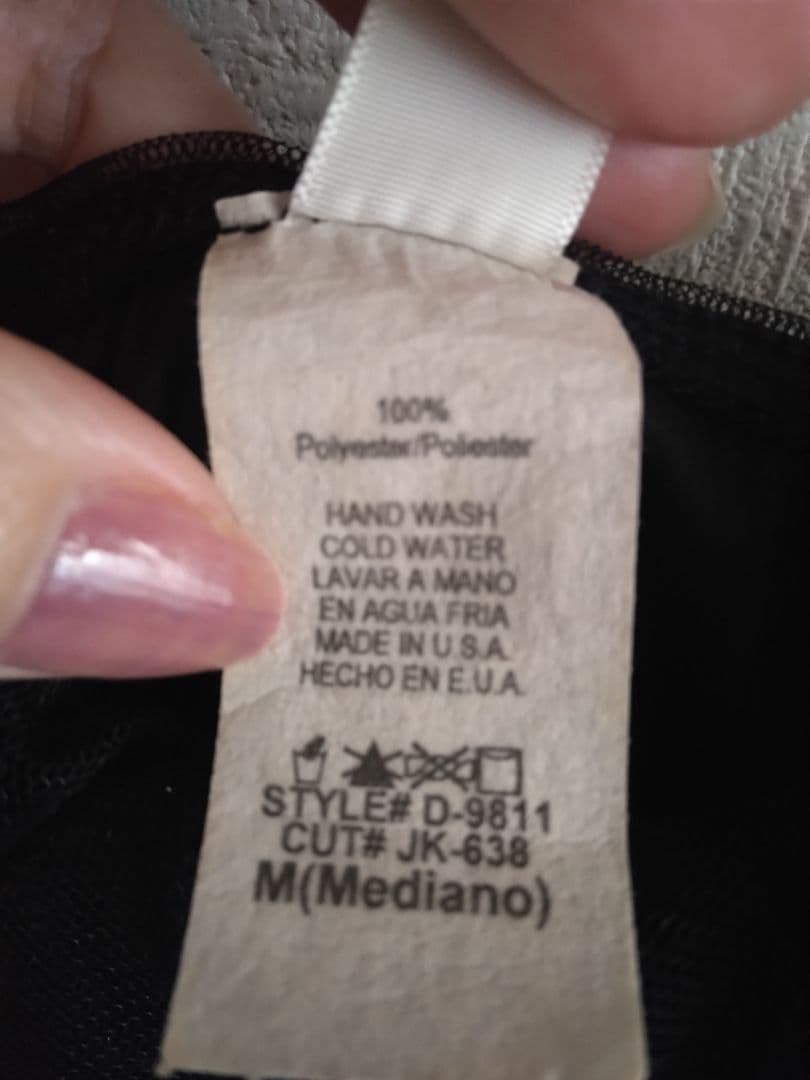 100%
Polyester/Poliester
HAND WASH
COLD WATER
LAVAR A MANO
EN AGUA FRIA
MADE IN U.S.A.
HECHO EN E.U.A.
STYLE# D-9811
CUT# JK-638
M(Mediano)